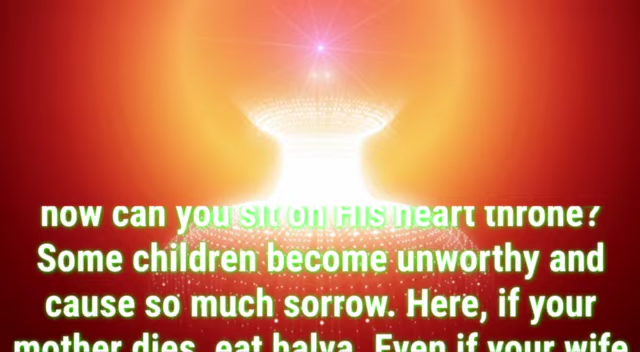 now can you sit on His heart throne?
Some children become unworthy and
cause so much sorrow. Here, if your
mother dies, eat halva. Even if your wife